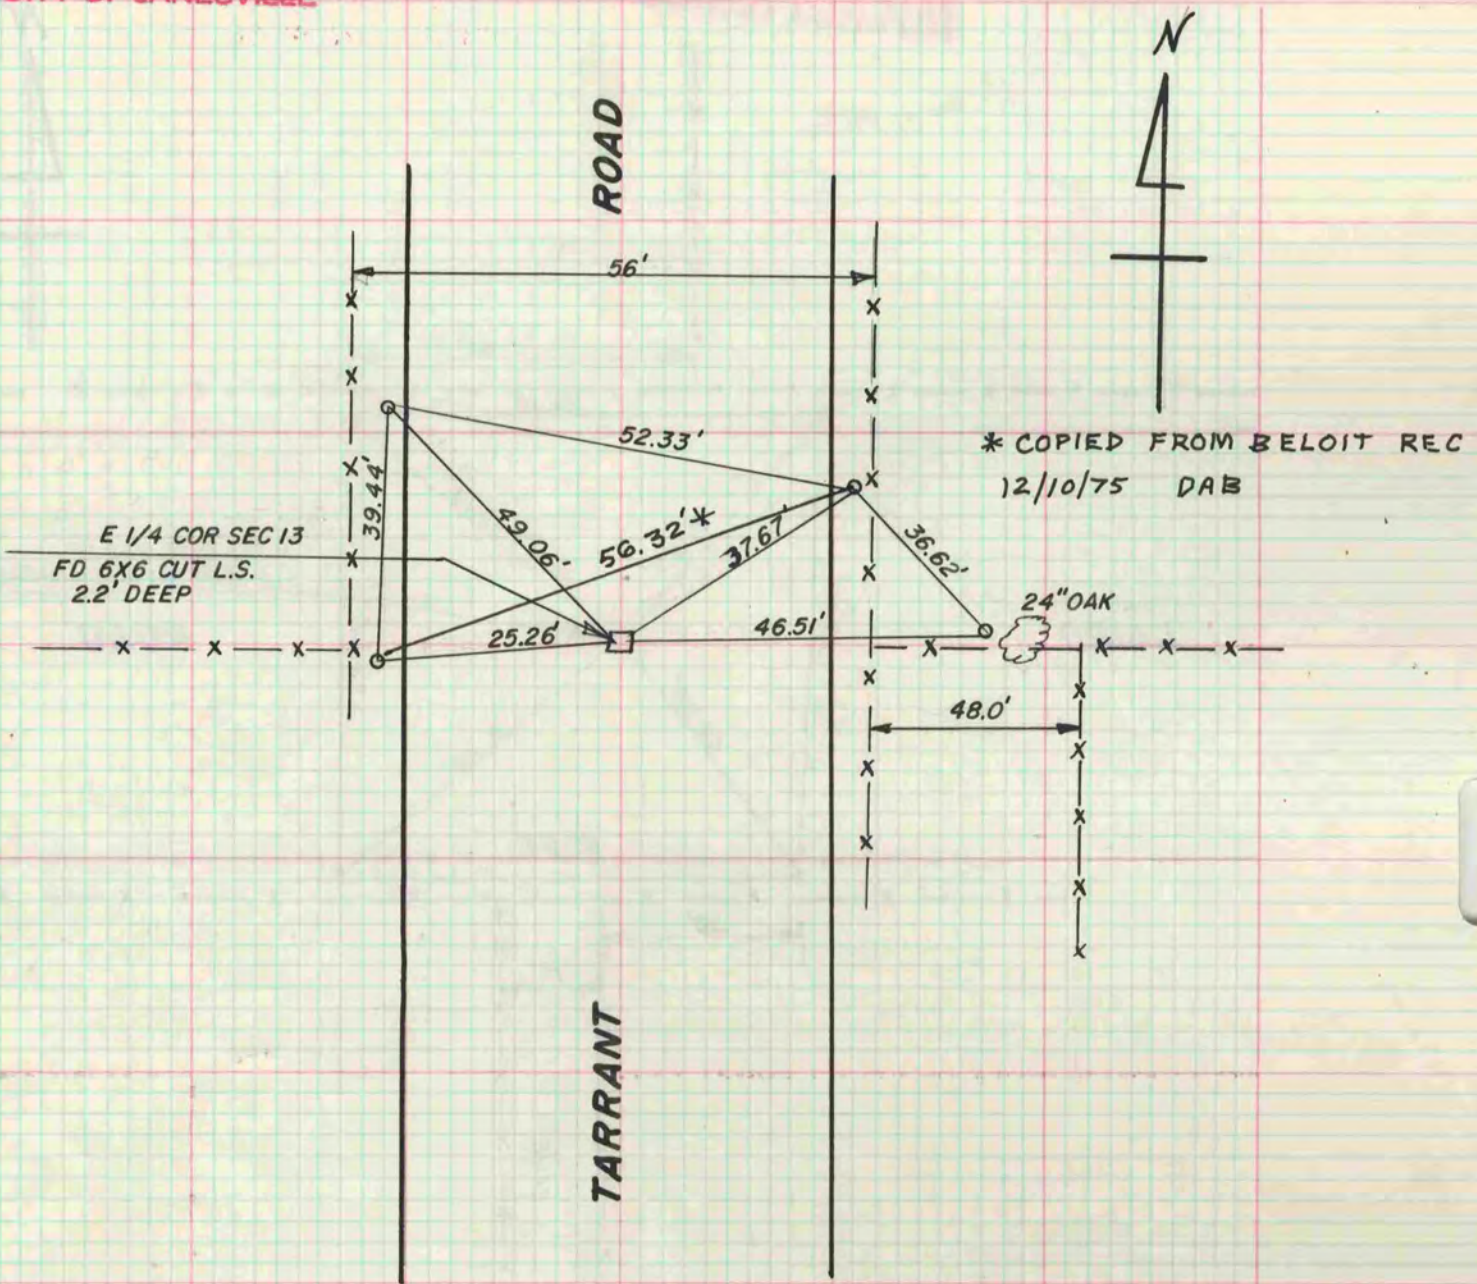 N
ROAD
56'
52.33'
* COPIED FROM BELOIT REC
12/10/75 DAB
39.44'
49.06'
56.32'*
37.67'
36.62'
E 1/4 COR SEC 13
FD 6X6 CUT L.S.
2.2' DEEP
24" OAK
25.26'
46.51'
48.0'
TARRANT